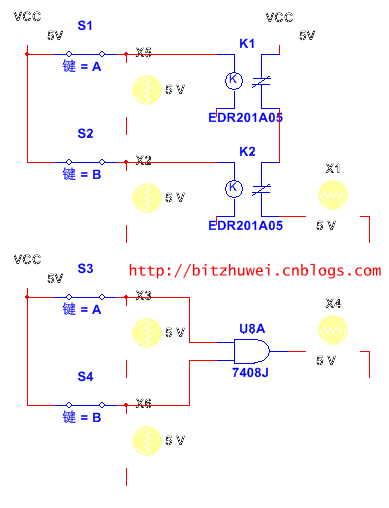 VCC
5V
S1
键 = A
X5
5 V
K1
K
EDR201A05
VCC
5V
S2
键 = B
X2
5 V
K2
K
EDR201A05
X1
5 V
VCC
5V
S3
键 = A
X3
5 V
http://bitzhuwei.cnblogs.com
U8A
7408J
X4
5 V
S4
键 = B
X6
5 V